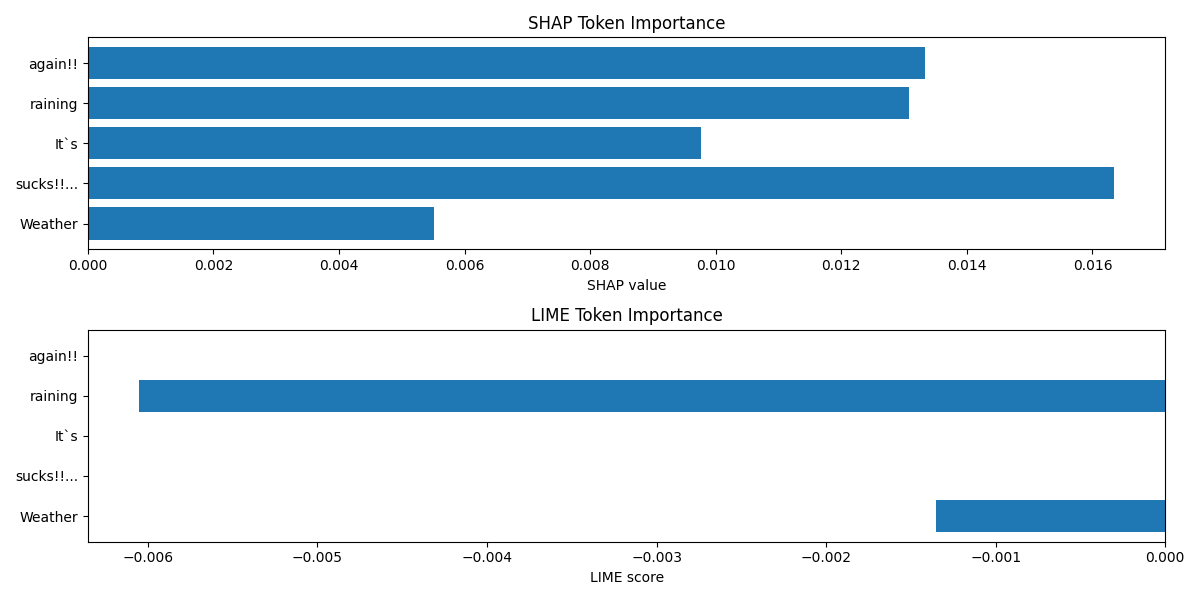 SHAP Token Importance
again!!
raining
It`s
sucks!!...
Weather
0.000 0.002 0.004 0.006 0.008 0.010 0.012 0.014 0.016
SHAP value
LIME Token Importance
again!!
raining
It`s
sucks!!...
Weather
−0.006 −0.005 −0.004 −0.003 −0.002 −0.001 0.000
LIME score